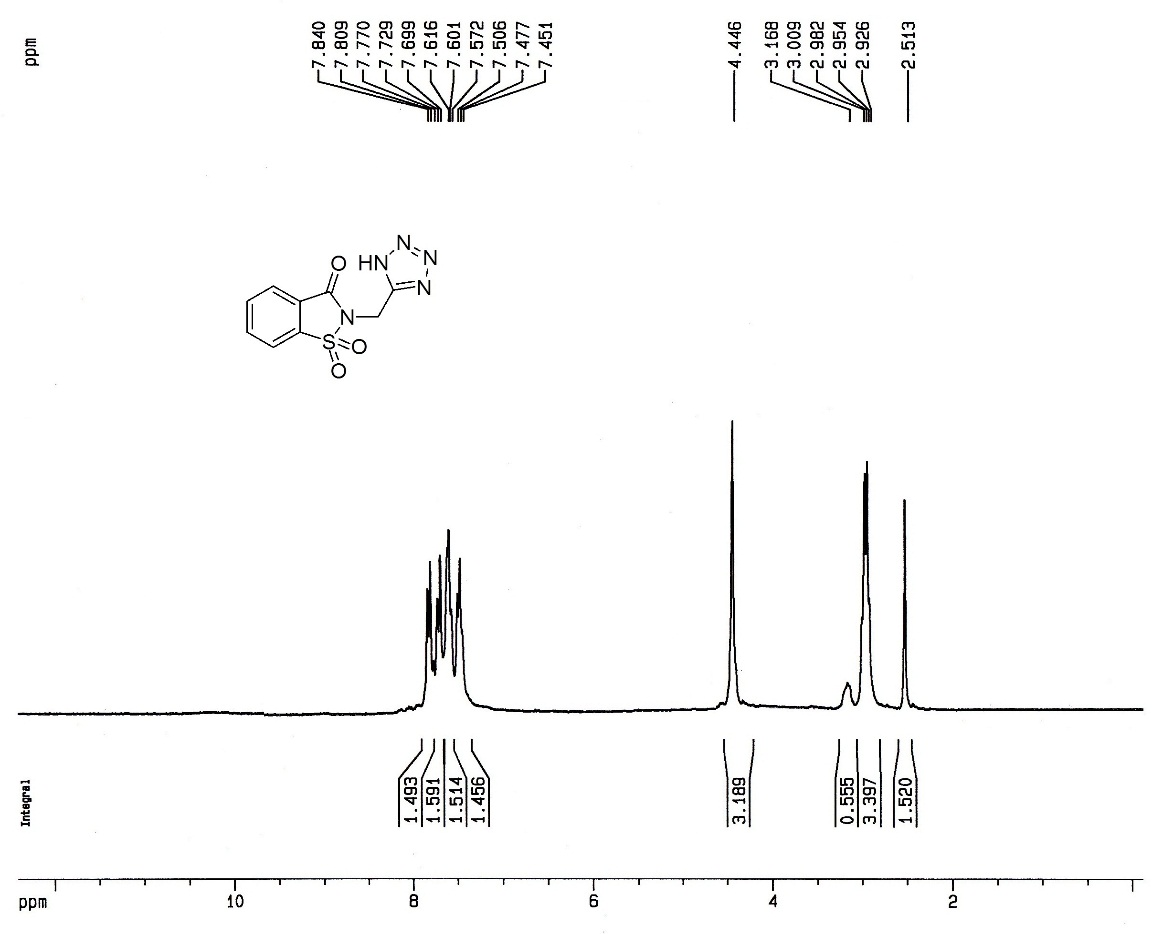 ppm
7.840
7.809
7.770
7.729
7.699
7.616
7.601
7.572
7.506
7.477
7.451
4.446
3.168
3.009
2.982
2.954
2.926
2.513
O
HN
N
N
N
N
S
O
O
Integral
1.493
1.591
1.514
1.456
3.189
0.555
3.397
1.520
ppm
10
8
6
4
2